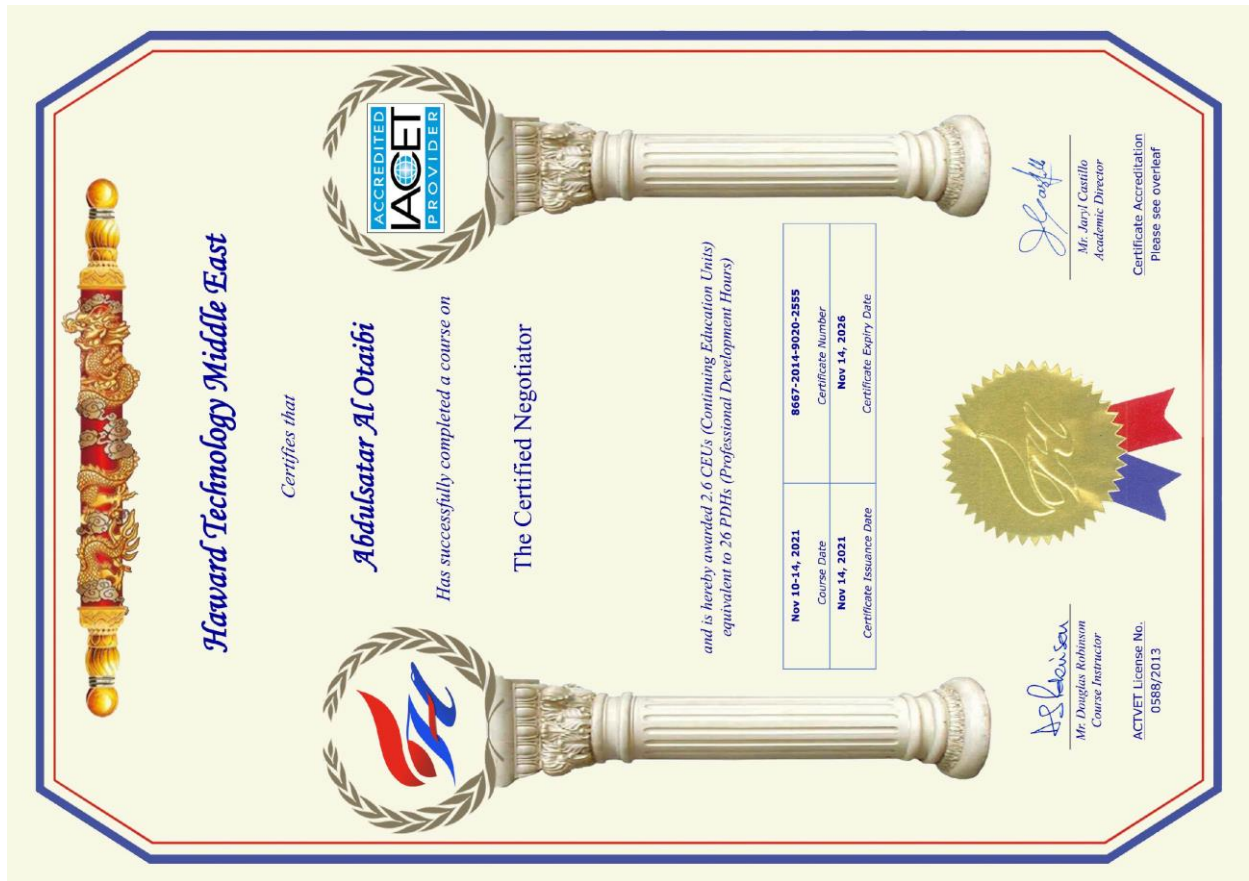 Haward Technology Middle East
Certifies that
ACCREDITED
IACET
PROVIDER
Abdulsatar Al Otaibi
Has successfully completed a course on
The Certified Negotiator
and is hereby awarded 2.6 CEUs (Continuing Education Units)
equivalent to 26 PDHs (Professional Development Hours)
Nov 10-14, 2021 8667-2014-9020-2555
Course Date Certificate Number
Nov 14, 2021 Nov 14, 2026
Certificate Issuance Date Certificate Expiry Date
Mr. Douglas Robinson Mr. Jaryl Castillo
Course Instructor Academic Director
ACTVET License No. Certificate Accreditation
0588/2013 Please see overleaf